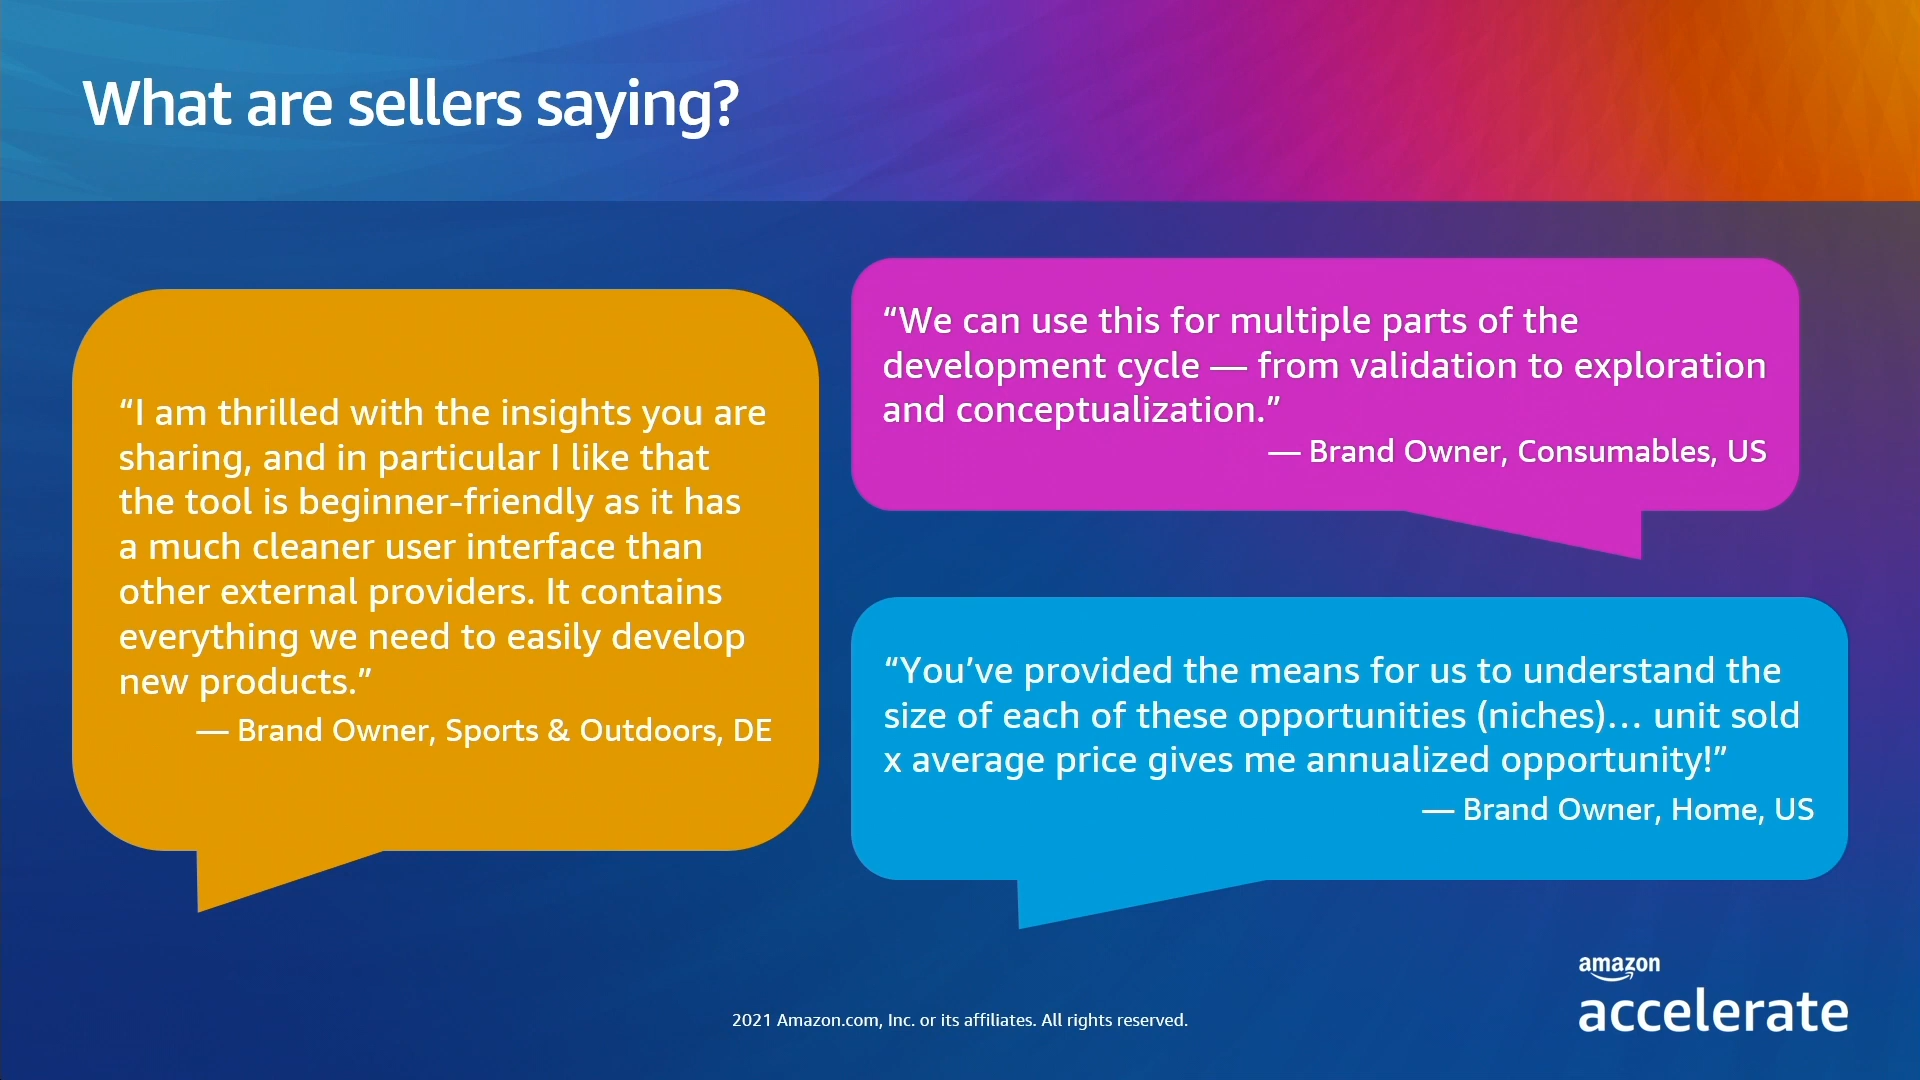 What are sellers saying?
“I am thrilled with the insights you are
sharing, and in particular I like that
the tool is beginner-friendly as it has
a much cleaner user interface than
other external providers. It contains
everything we need to easily develop
new products.”
— Brand Owner, Sports & Outdoors, DE
“We can use this for multiple parts of the
development cycle — from validation to exploration
and conceptualization.”
— Brand Owner, Consumables, US
“You’ve provided the means for us to understand the
size of each of these opportunities (niches)… unit sold
x average price gives me annualized opportunity!”
— Brand Owner, Home, US
2021 Amazon.com, Inc. or its affiliates. All rights reserved.
amazon
accelerate